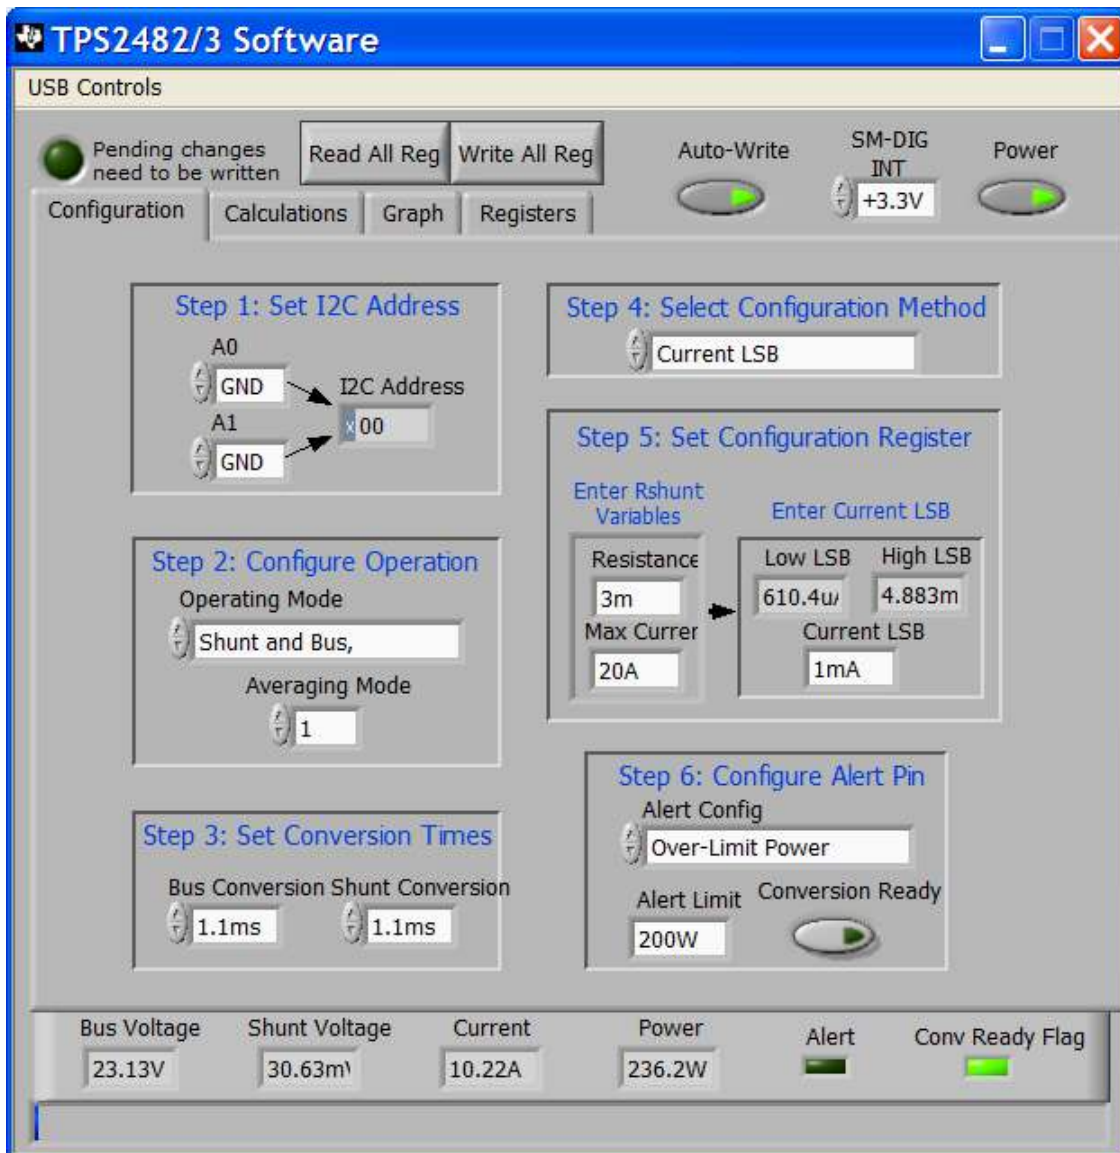 TPS2482/3 Software
USB Controls
Pending changes
need to be written
Read All Reg
Write All Reg
Auto-Write
SM-DIG
INT
+3.3V
Power
Configuration
Calculations
Graph
Registers
Step 1: Set I2C Address
A0
GND
A1
GND
I2C Address
x 00
Step 2: Configure Operation
Operating Mode
Shunt and Bus,
Averaging Mode
1
Step 3: Set Conversion Times
Bus Conversion
1.1ms
Shunt Conversion
1.1ms
Step 4: Select Configuration Method
Current LSB
Step 5: Set Configuration Register
Enter Rshunt
Variables
Resistance
3m
Max Curren
20A
Enter Current LSB
Low LSB
610.4u
High LSB
4.883m
Current LSB
1mA
Step 6: Configure Alert Pin
Alert Config
Over-Limit Power
Alert Limit
200W
Conversion Ready
Bus Voltage
23.13V
Shunt Voltage
30.63m
Current
10.22A
Power
236.2W
Alert
Conv Ready Flag